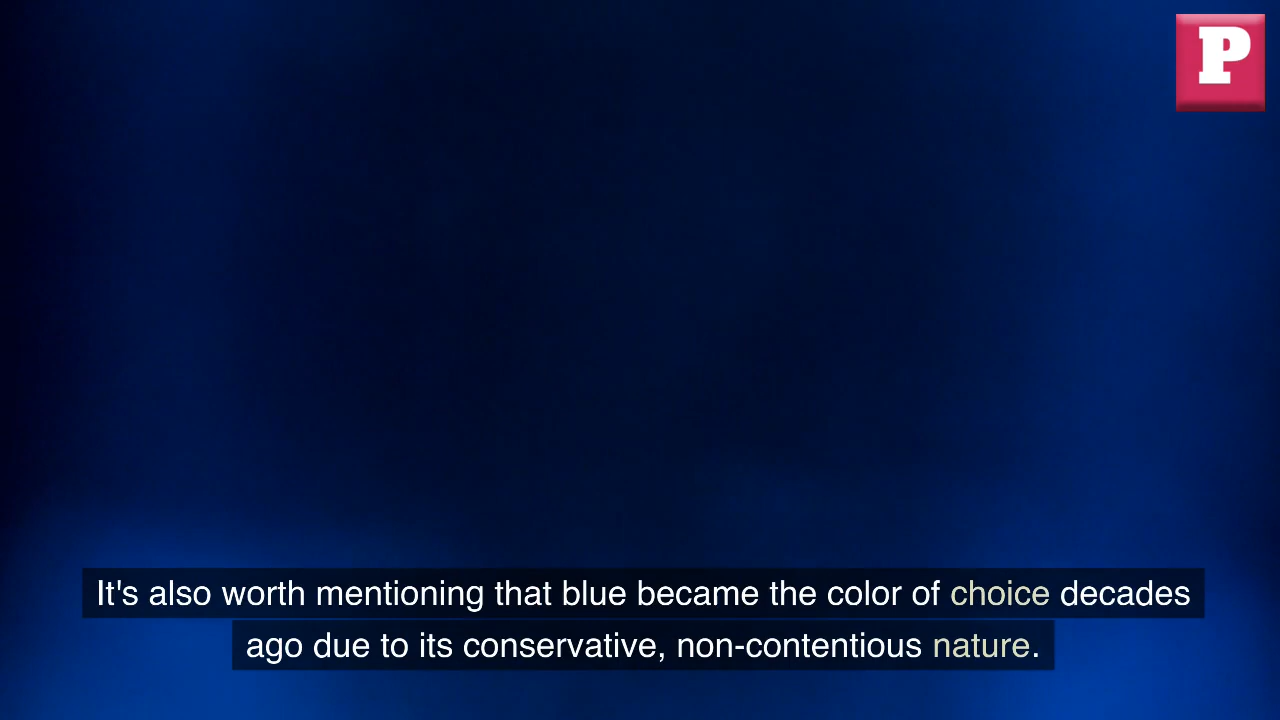 P
It's also worth mentioning that blue became the color of choice decades
ago due to its conservative, non-contentious nature.